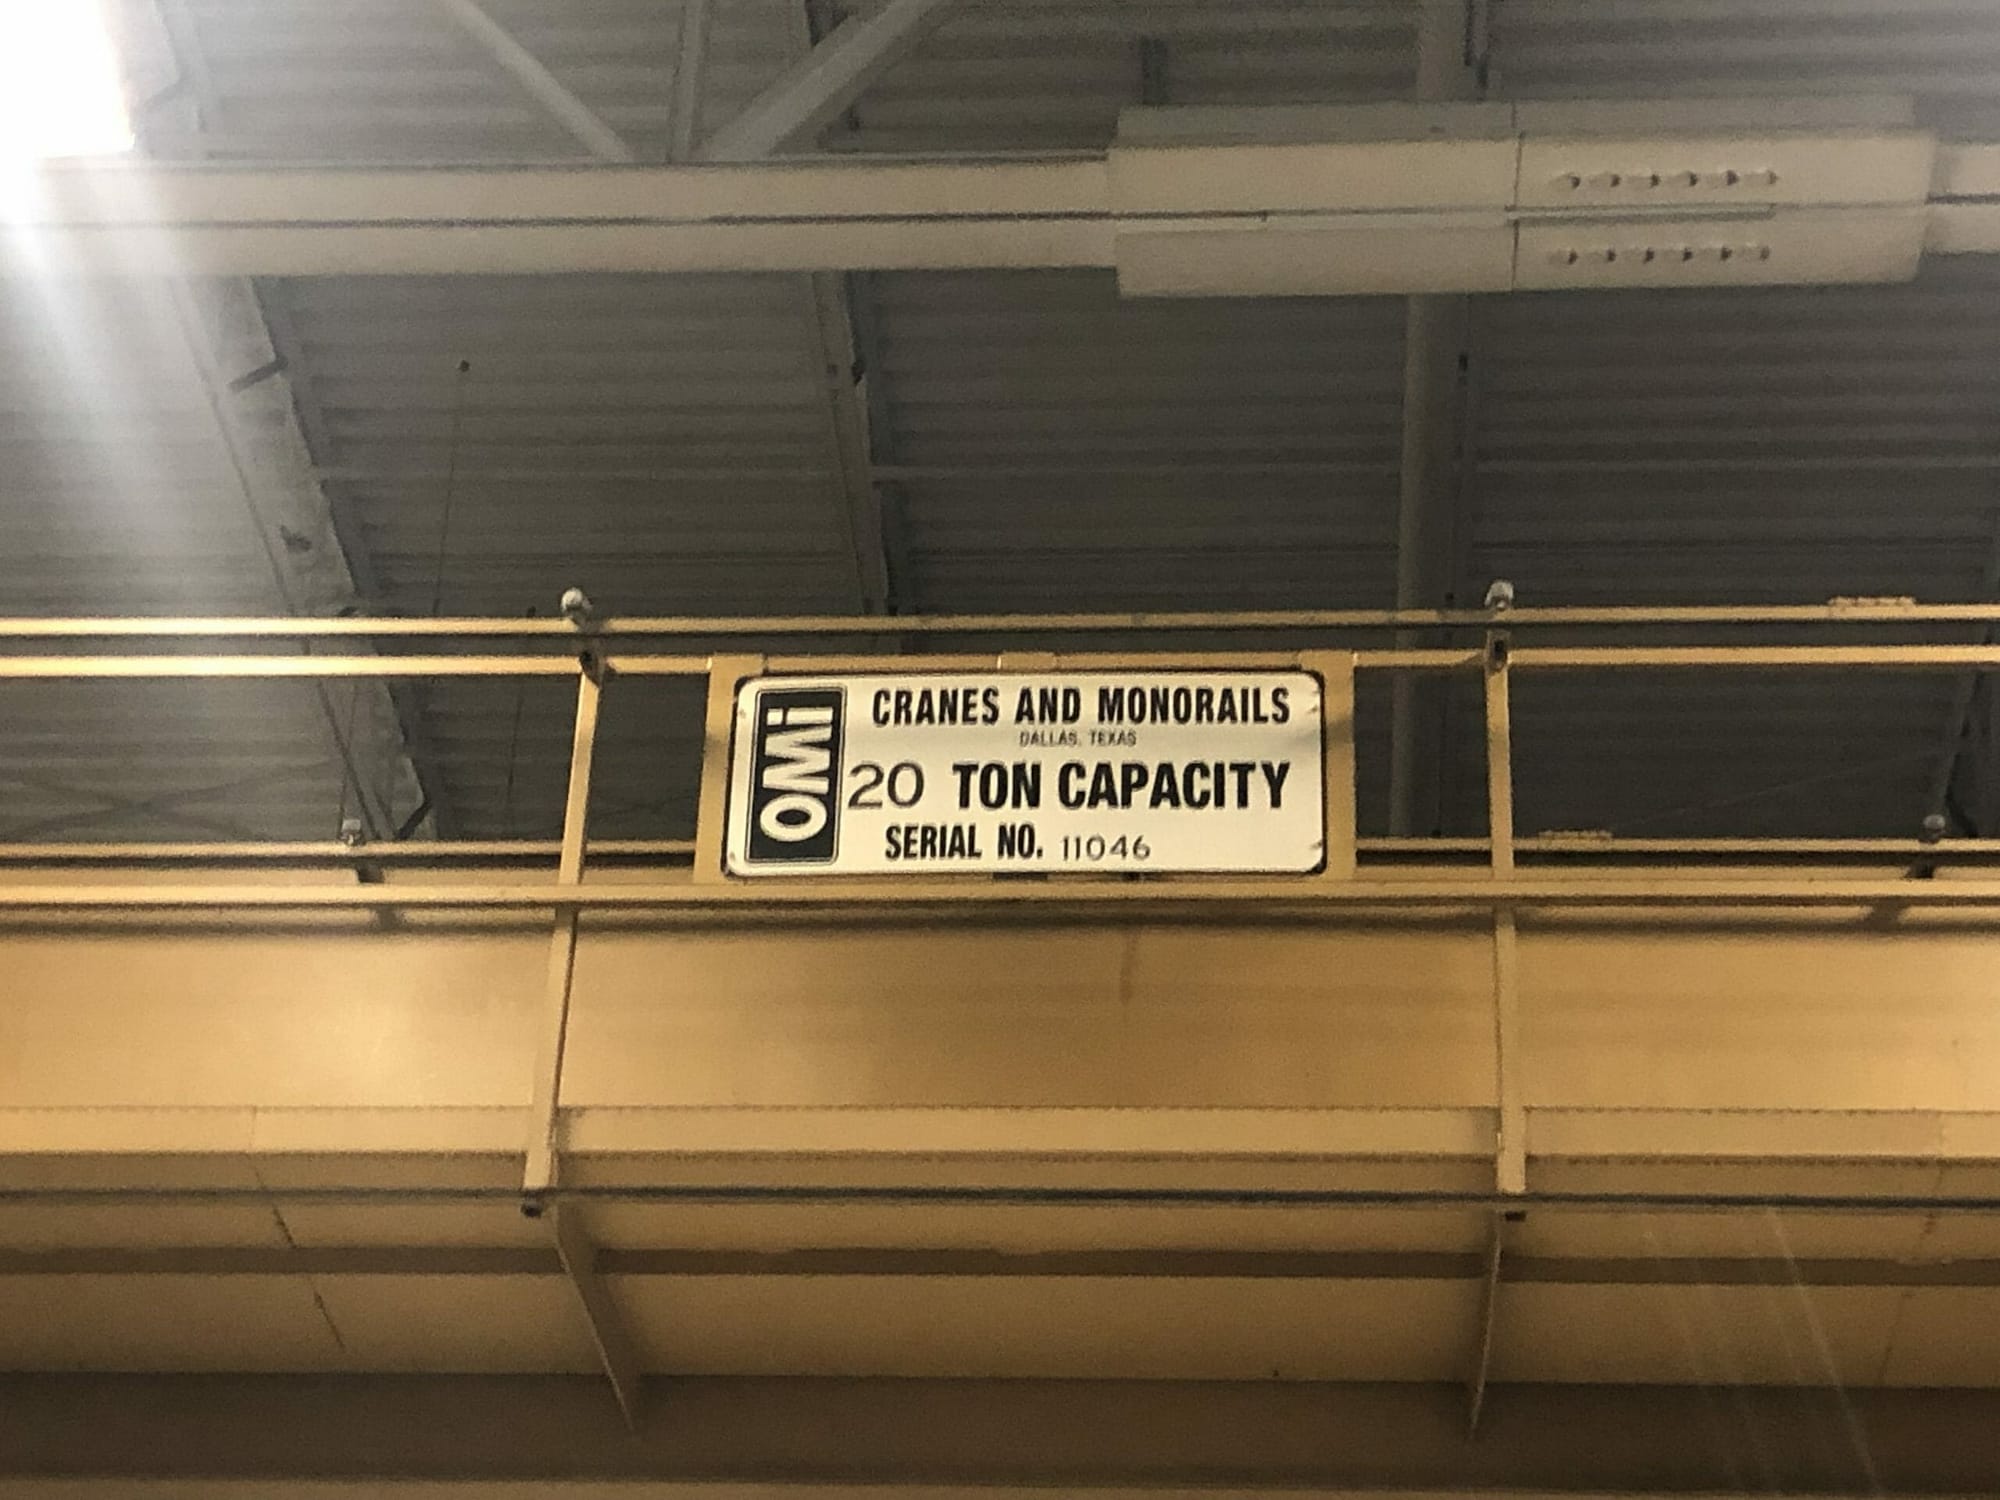 OMi
CRANES AND MONORAILS
DALLAS, TEXAS
20 TON CAPACITY
SERIAL NO. 11046